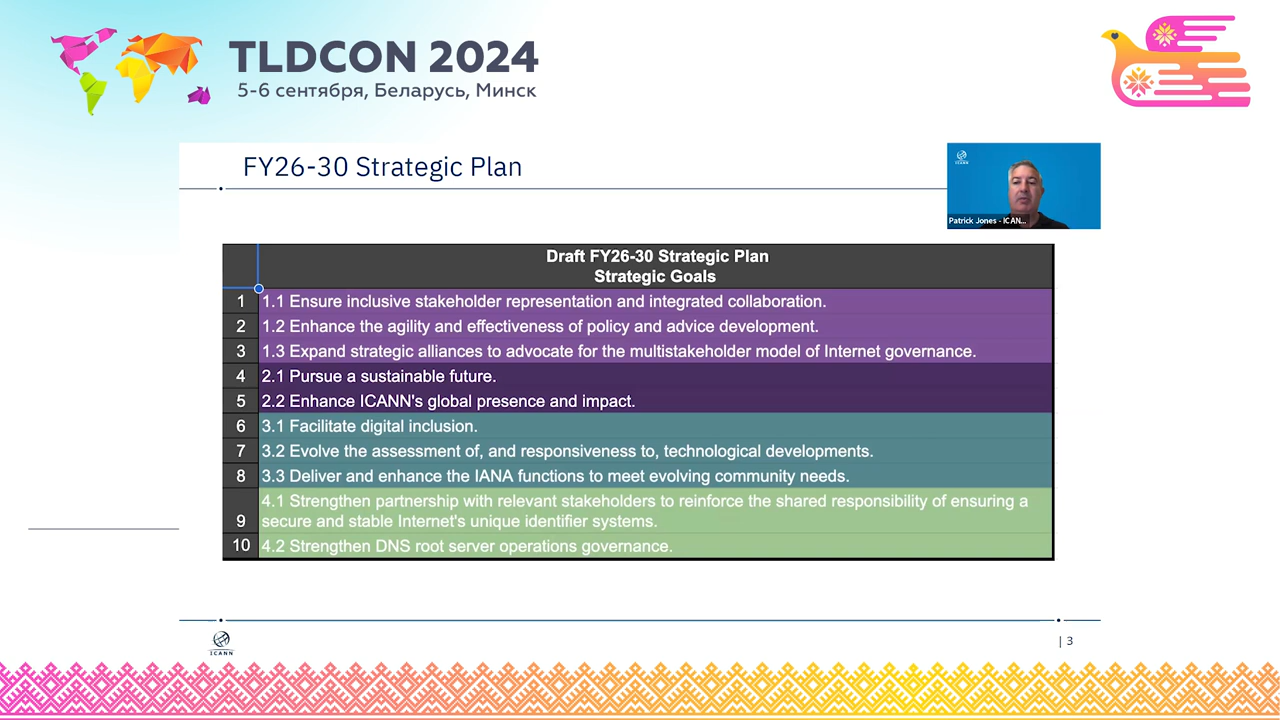 TLDCON 2024
5-6 сентября, Беларусь, Минск
FY26-30 Strategic Plan
ICANN
Patrick Jones - ICAN...
Draft FY26-30 Strategic Plan
Strategic Goals
1 1.1 Ensure inclusive stakeholder representation and integrated collaboration.
2 1.2 Enhance the agility and effectiveness of policy and advice development.
3 1.3 Expand strategic alliances to advocate for the multistakeholder model of Internet governance.
4 2.1 Pursue a sustainable future.
5 2.2 Enhance ICANN's global presence and impact.
6 3.1 Facilitate digital inclusion.
7 3.2 Evolve the assessment of, and responsiveness to, technological developments.
8 3.3 Deliver and enhance the IANA functions to meet evolving community needs.
4.1 Strengthen partnership with relevant stakeholders to reinforce the shared responsibility of ensuring a
9 secure and stable Internet's unique identifier systems.
10 4.2 Strengthen DNS root server operations governance.
ICANN
| 3